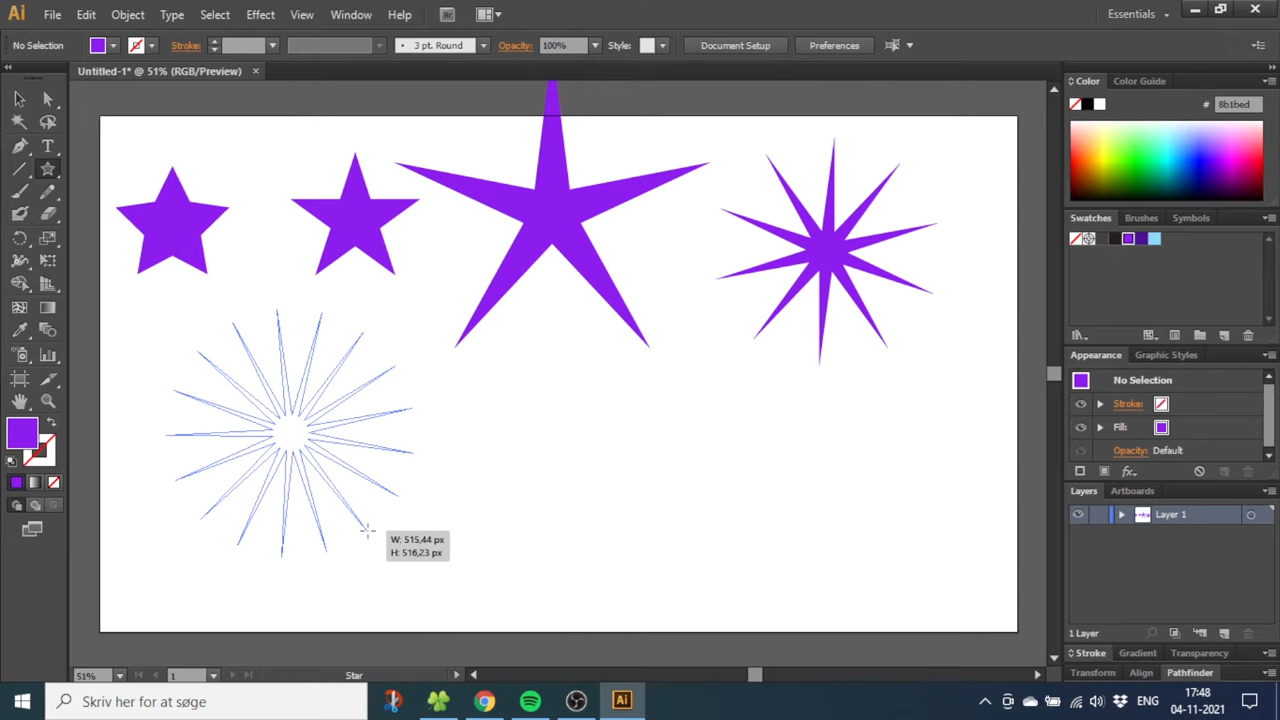 Ai File Edit Object Type Select Effect View Window Help Br Essentials
No Selection Stroke: 3 pt. Round Opacity: 100% Style: Document Setup Preferences
Untitled-1* @ 51% (RGB/Preview) ×
Color Color Guide
# 8b1bed
Swatches Brushes Symbols
Appearance Graphic Styles
No Selection
Stroke:
Fill:
Opacity: Default
fx
Layers Artboards
Layer 1
W: 515,44 px
H: 516,23 px
1 Layer
Stroke Gradient Transparency
51% 1 Star
Transform Align Pathfinder
Skriv her for at søge
Ai
ENG
17:48
04-11-2021